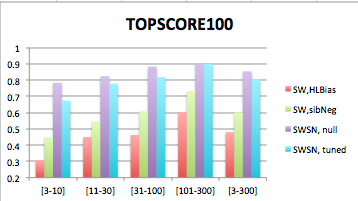 TOPSCORE100
1
0.9
0.8
0.7
0.6
0.5
0.4
0.3
0.2
[3-10] [11-30] [31-100] [101-300] [3-300]
SW,HLBias
SW,sibNeg
SWSN, null
SWSN, tuned